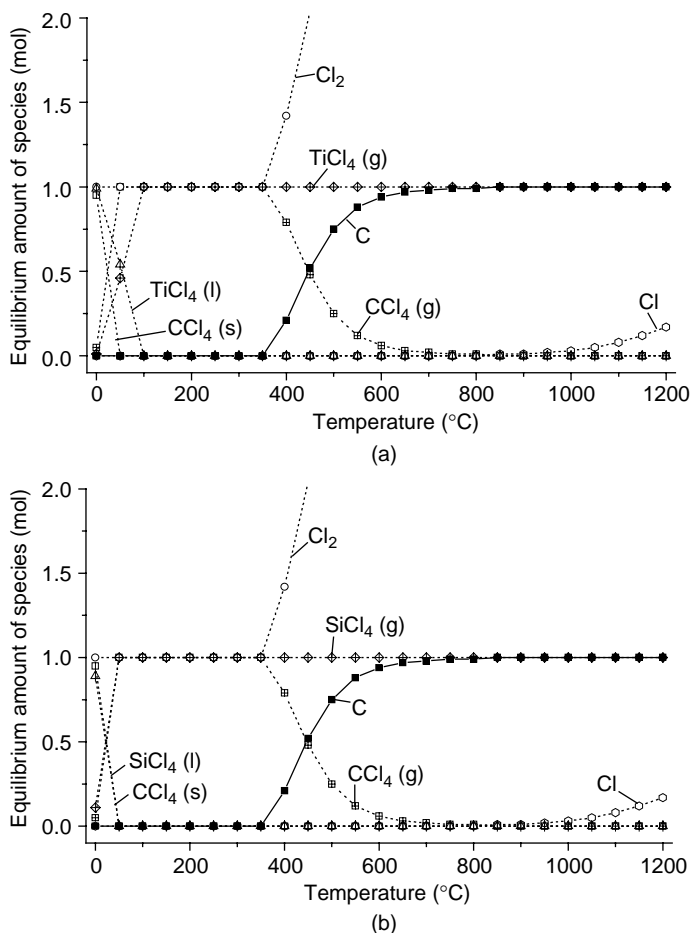 Equilibrium amount of species (mol)
2.0
1.5
1.0
0.5
0.0
Cl2
TiCl4 (g)
C
TiCl4 (l)
CCl4 (s)
CCl4 (g)
Cl
0 200 400 600 800 1000 1200
Temperature (°C)
(a)
Equilibrium amount of species (mol)
2.0
1.5
1.0
0.5
0.0
Cl2
SiCl4 (g)
C
SiCl4 (l)
CCl4 (s)
CCl4 (g)
Cl
0 200 400 600 800 1000 1200
Temperature (°C)
(b)